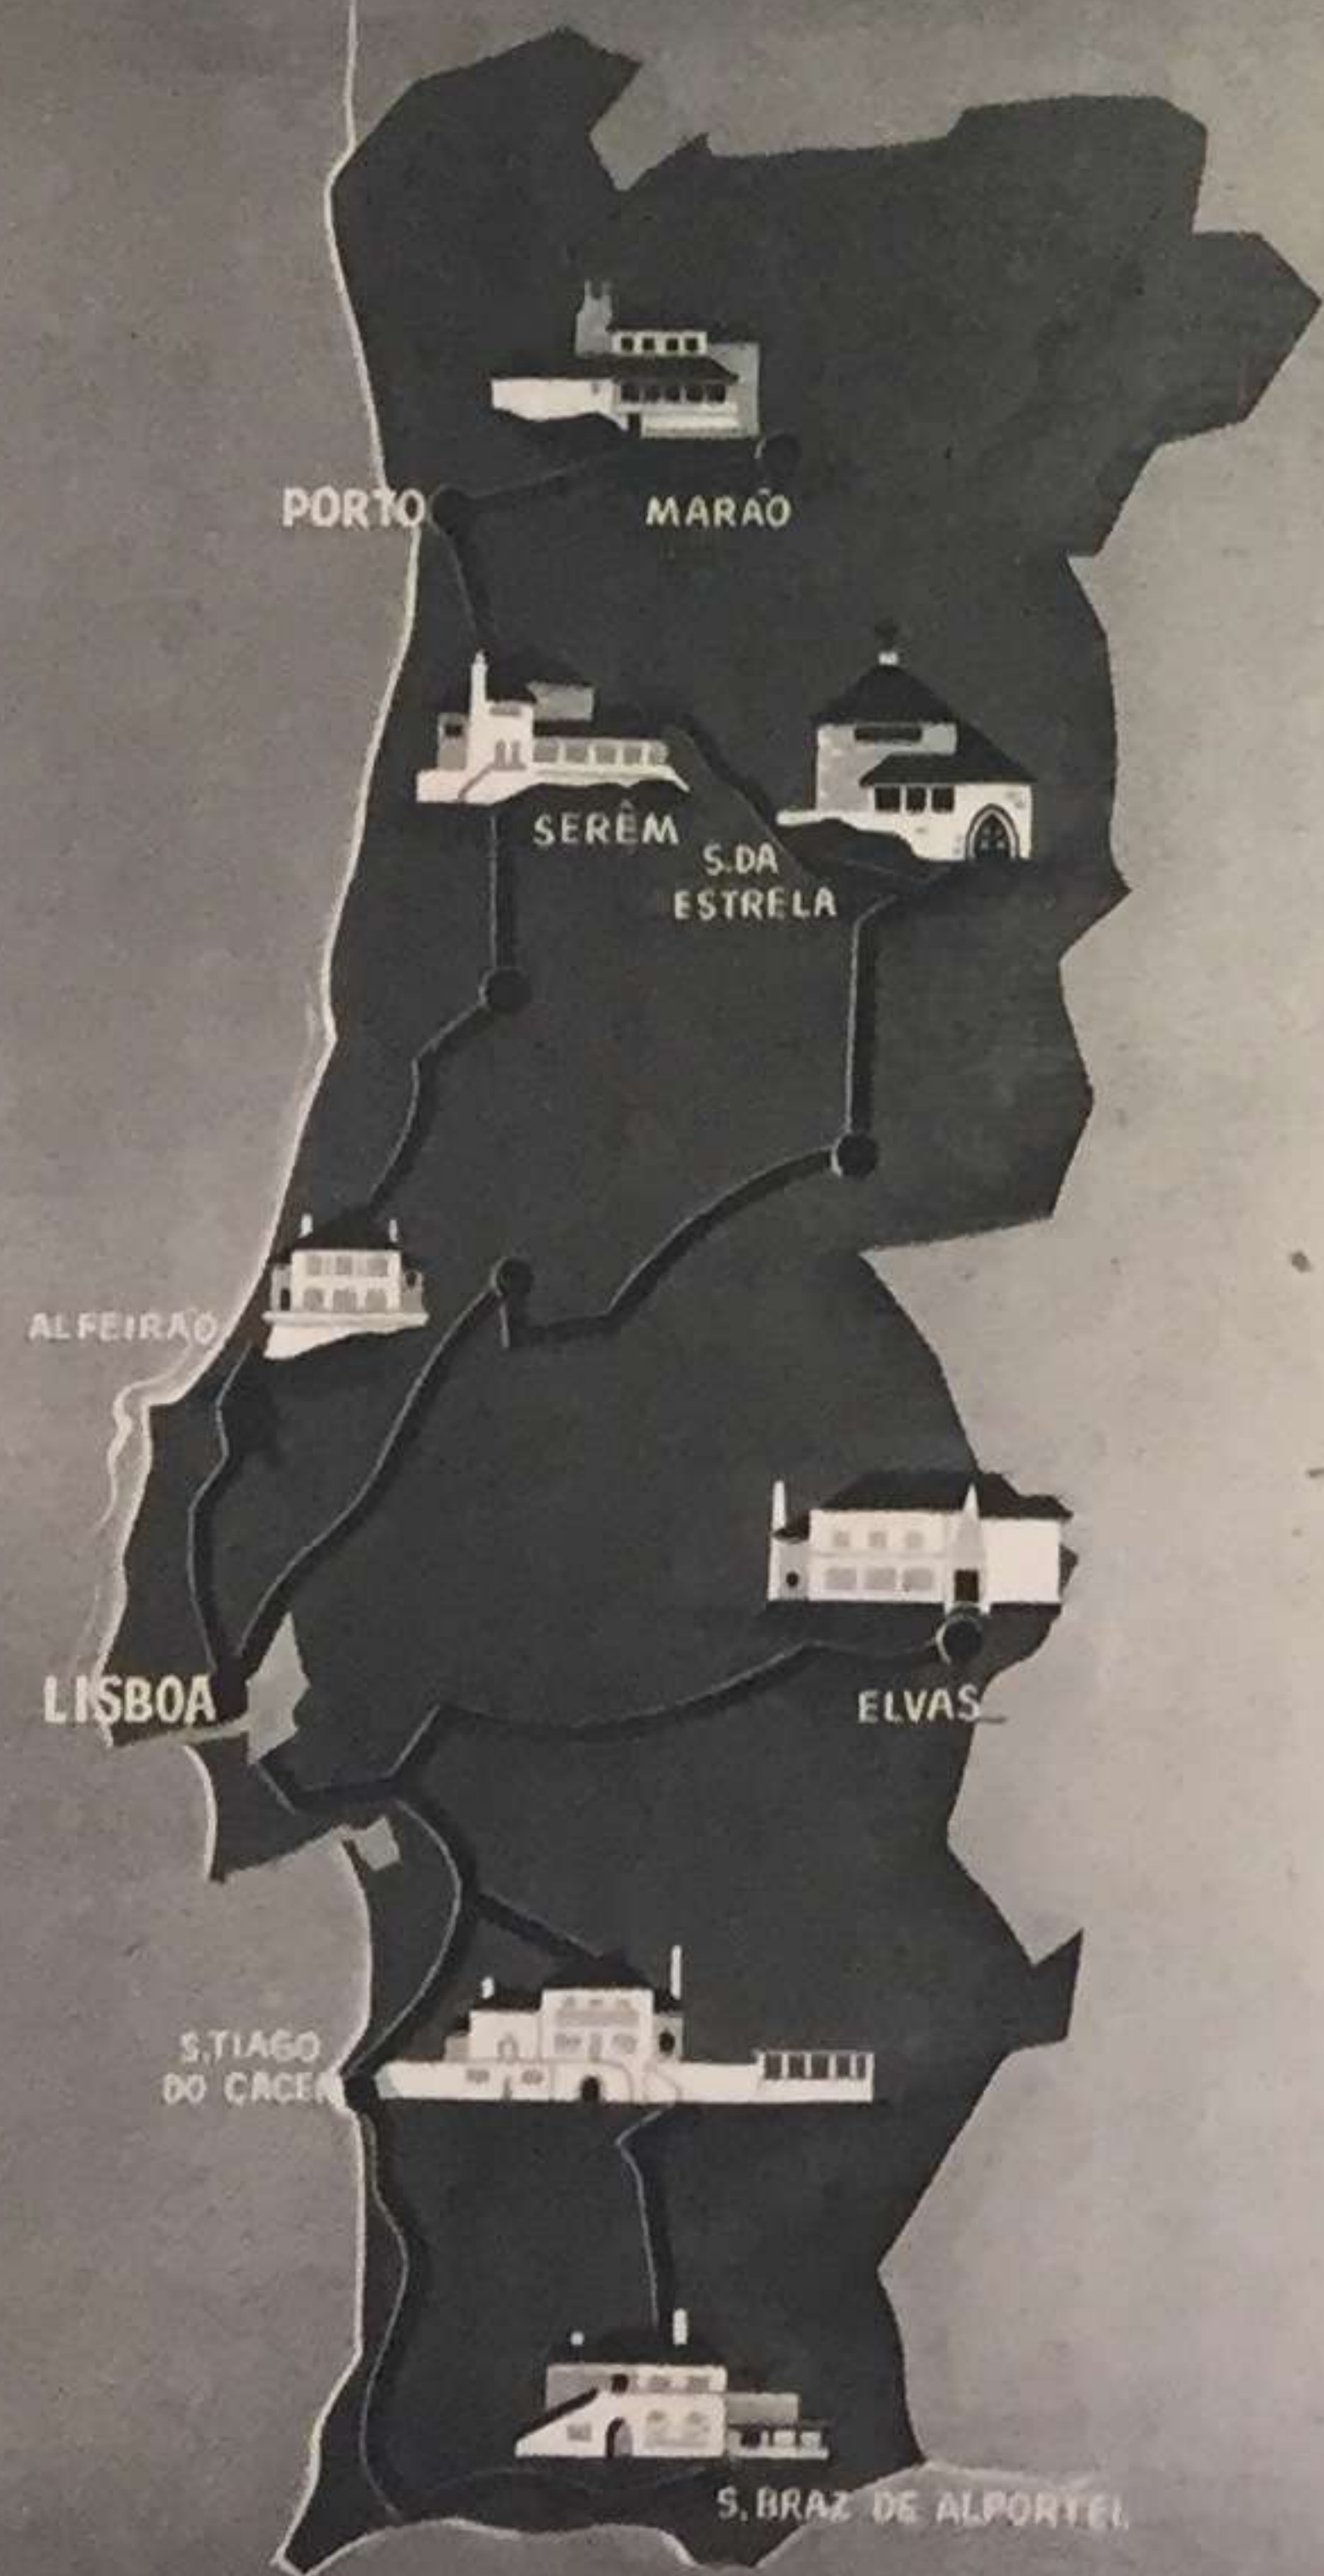 PORTO
MARÃO
SERÊM
S. DA
ESTRELA
ALFEIRÃO
LISBOA
ELVAS
S. TIAGO
DO CACEM
S. BRAZ DE ALPORTEL